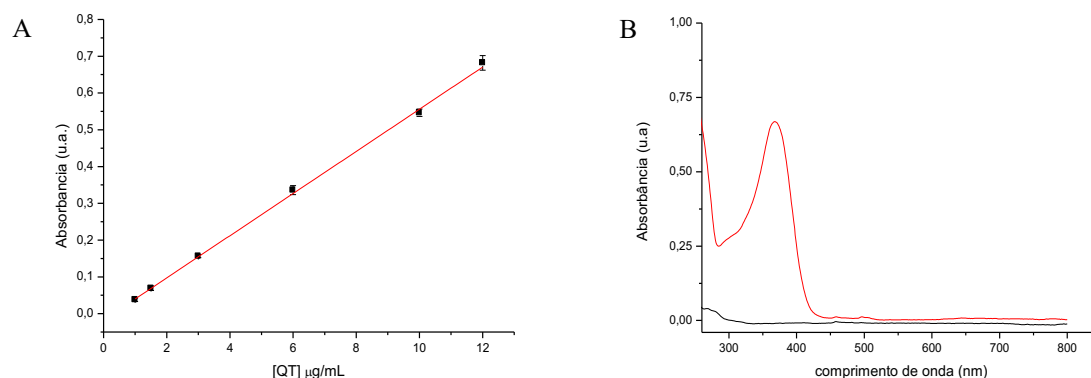 A
Absorbancia (u.a.)
0,8
0,7
0,6
0,5
0,4
0,3
0,2
0,1
0,0
2 4 6 8 10 12
[QT] µg/mL
B
Absorbância (u.a)
1,00
0,75
0,50
0,25
0,00
300 400 500 600 700 800
comprimento de onda (nm)